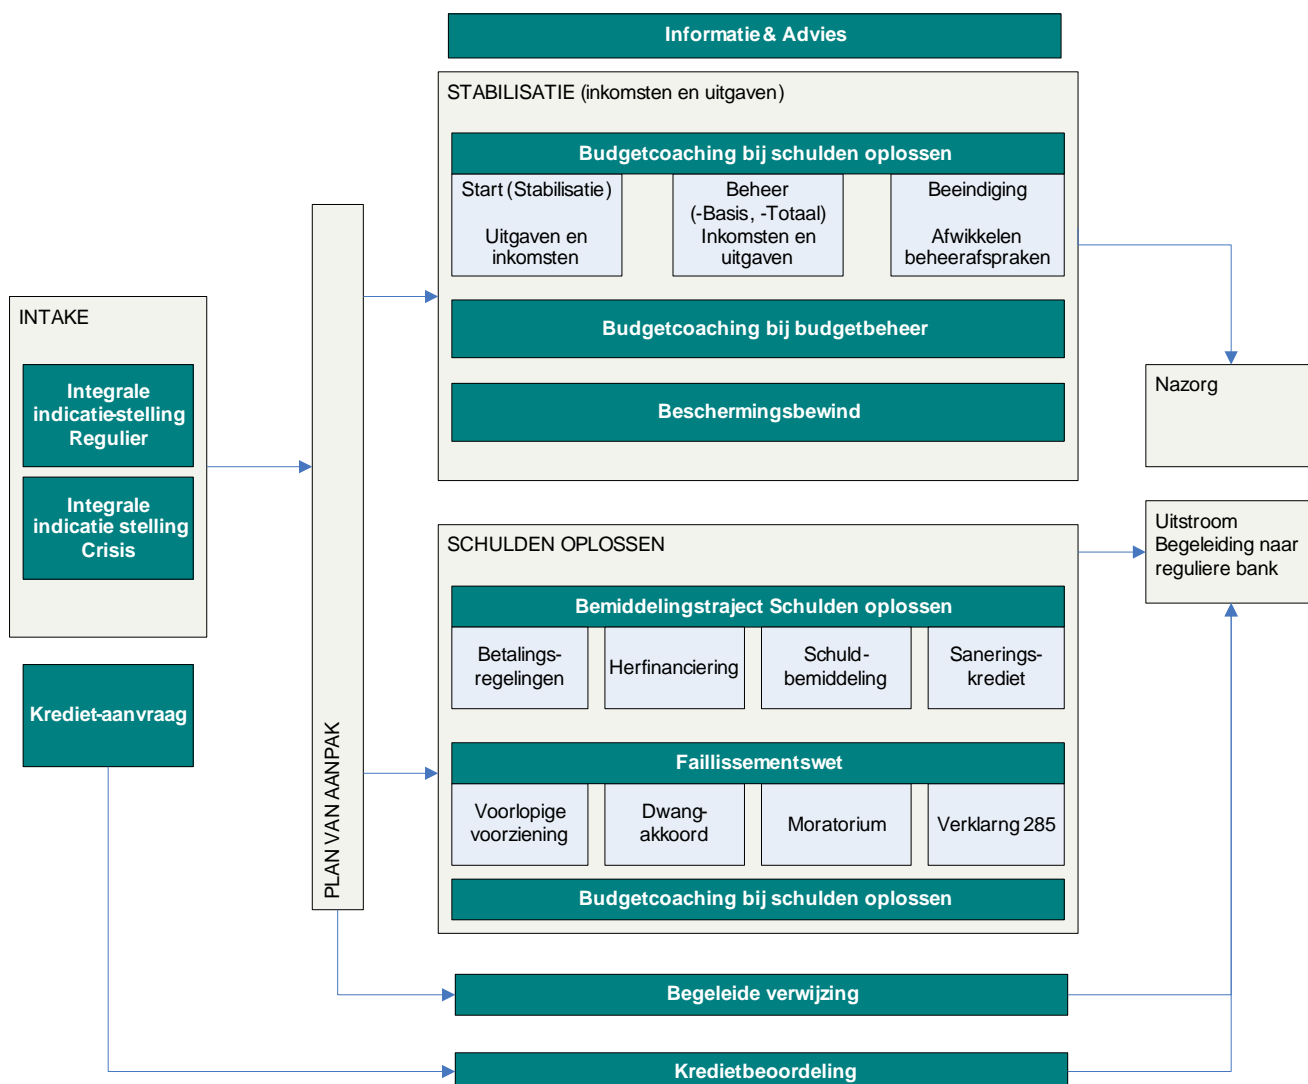 Informatie & Advies
STABILISATIE (inkomsten en uitgaven)
Budgetcoaching bij schulden oplossen
Start (Stabilisatie)
Uitgaven en
inkomsten
Beheer
(-Basis, -Totaal)
Inkomsten en
uitgaven
Beeindiging
Afwikkelen
beheerafspraken
Budgetcoaching bij budgetbeheer
Beschermingsbewind
INTAKE
Integrale
indicatie-stelling
Regulier
Integrale
indicatie stelling
Crisis
Krediet-aanvraag
PLAN VAN AANPAK
Nazorg
Uitstroom
Begeleiding naar
reguliere bank
SCHULDEN OPLOSSEN
Bemiddelingstraject Schulden oplossen
Betalings-
regelingen
Herfinanciering
Schuld-
bemiddeling
Sanerings-
krediet
Faillissementswet
Voorlopige
voorziening
Dwang-
akkoord
Moratorium
Verklarng 285
Budgetcoaching bij schulden oplossen
Begeleide verwijzing
Kredietbeoordeling